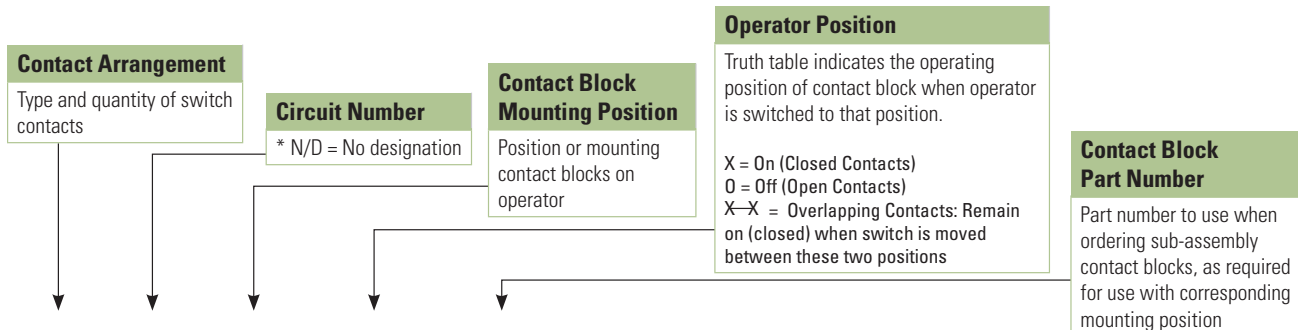 Contact Arrangement
Type and quantity of switch
contacts
Circuit Number
* N/D = No designation
Contact Block
Mounting Position
Position or mounting
contact blocks on
operator
Operator Position
Truth table indicates the operating
position of contact block when operator
is switched to that position.
X = On (Closed Contacts)
O = Off (Open Contacts)
X—X = Overlapping Contacts: Remain
on (closed) when switch is moved
between these two positions
Contact Block
Part Number
Part number to use when
ordering sub-assembly
contact blocks, as required
for use with corresponding
mounting position